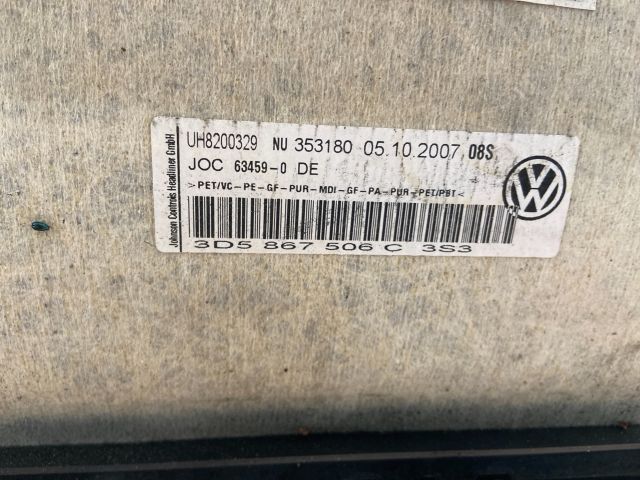 Johnson Controls Headliner GmbH
UH8200329 NU 353180 05.10.2007 08S
JOC 63459-0 DE
>PET/VC-PE-GF-PUR-MDI-GF-PA-PUR-PET/PBT<
VW
3D5 867 506 C 3S3